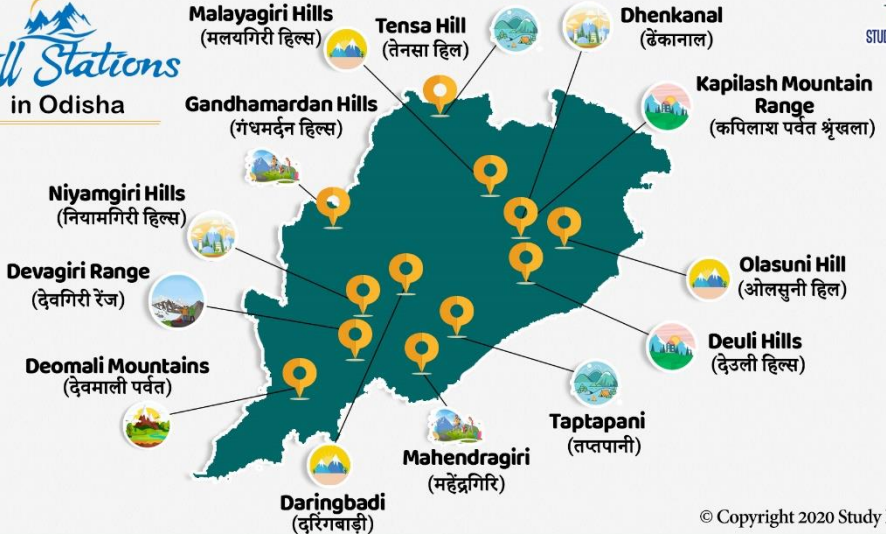 ll Stations
in Odisha
Malayagiri Hills
(मलयगिरी हिल्स)
Tensa Hill
(तेनसा हिल)
Dhenkanal
(ढेंकानाल)
STUD
Gandhamardan Hills
(गंधमर्दन हिल्स)
Kapilash Mountain
Range
(कपिलाश पर्वत श्रृंखला)
Niyamgiri Hills
(नियामगिरी हिल्स)
Devagiri Range
(देवगिरी रेंज)
Olasuni Hill
(ओलसुनी हिल)
Deomali Mountains
(देवमाली पर्वत)
Deuli Hills
(देउली हिल्स)
Taptapani
(तप्तपानी)
Mahendragiri
(महेंद्रगिरि)
Daringbadi
(दरिंगबाड़ी)
© Copyright 2020 Study